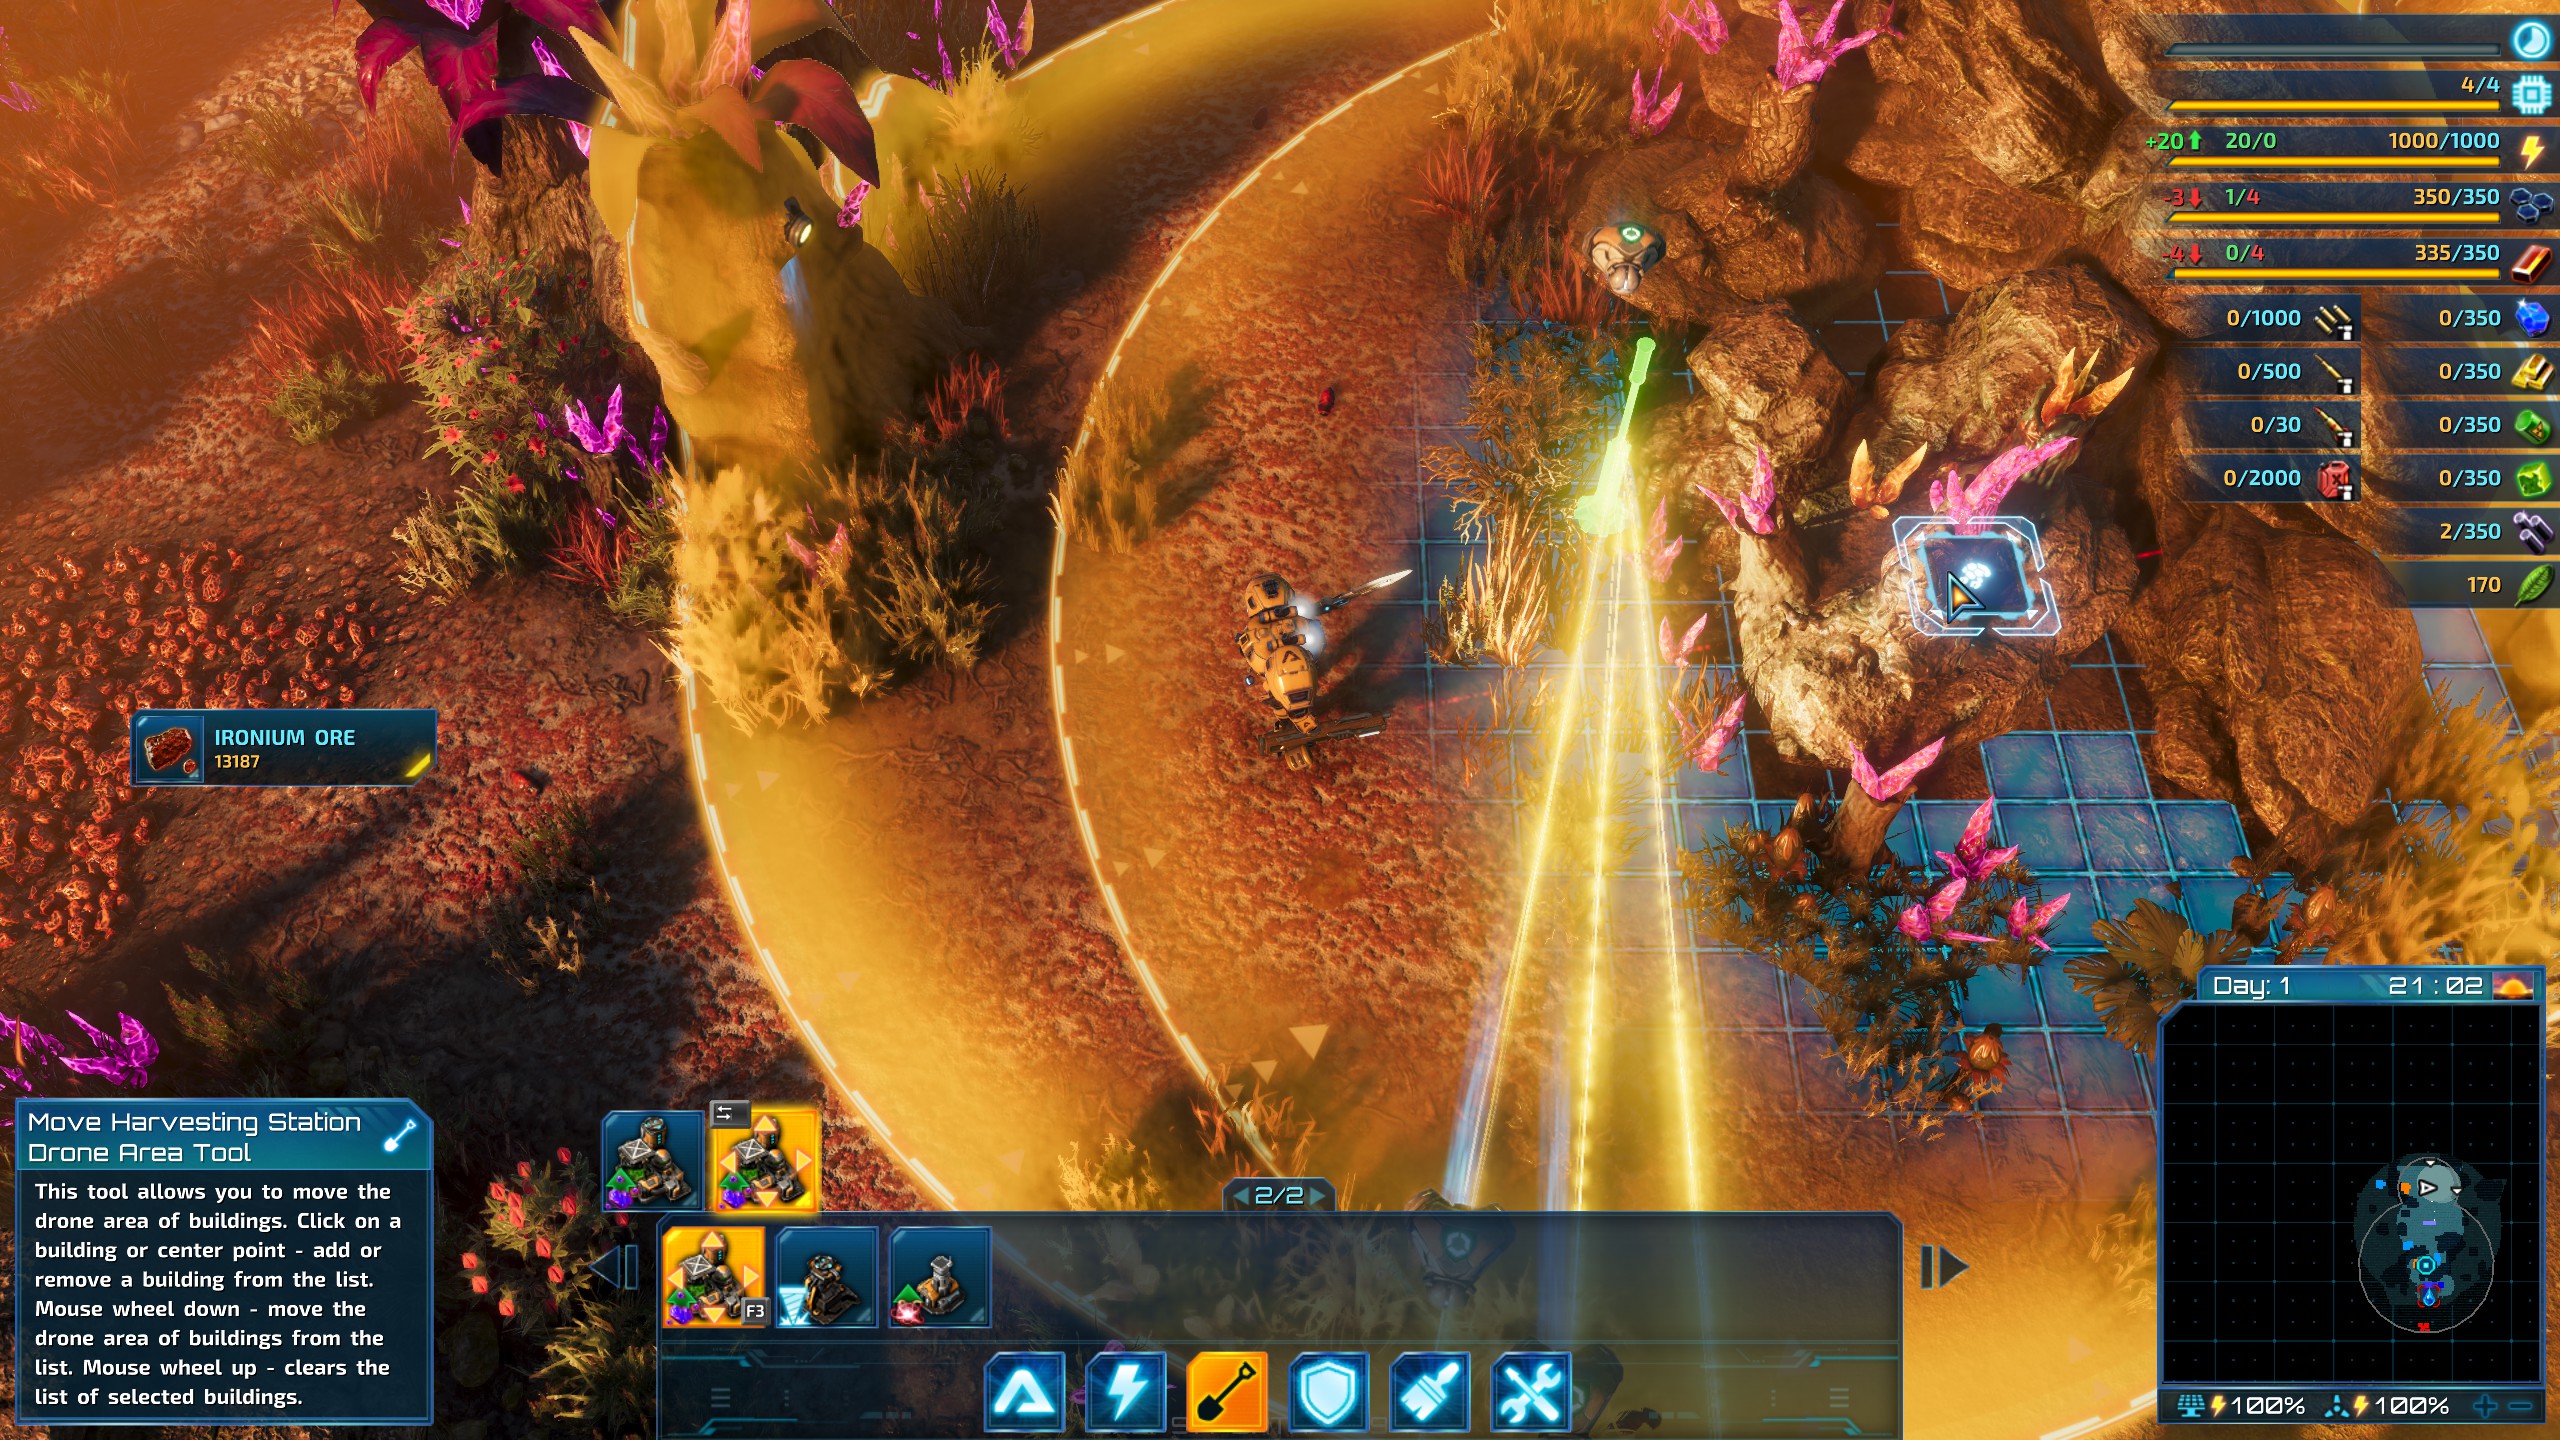 4/4
+20 20/0 1000/1000
-3 1/4 350/350
-4 0/4 335/350
0/1000 0/350
0/500 0/350
0/30 0/350
0/2000 0/350
2/350
170
IRONIUM ORE
13187
Day: 1 21:02
Move Harvesting Station
Drone Area Tool
This tool allows you to move the
drone area of buildings. Click on a
building or center point - add or
remove a building from the list.
Mouse wheel down - move the
drone area of buildings from the
list. Mouse wheel up - clears the
list of selected buildings.
2/2
F3
100% 100%